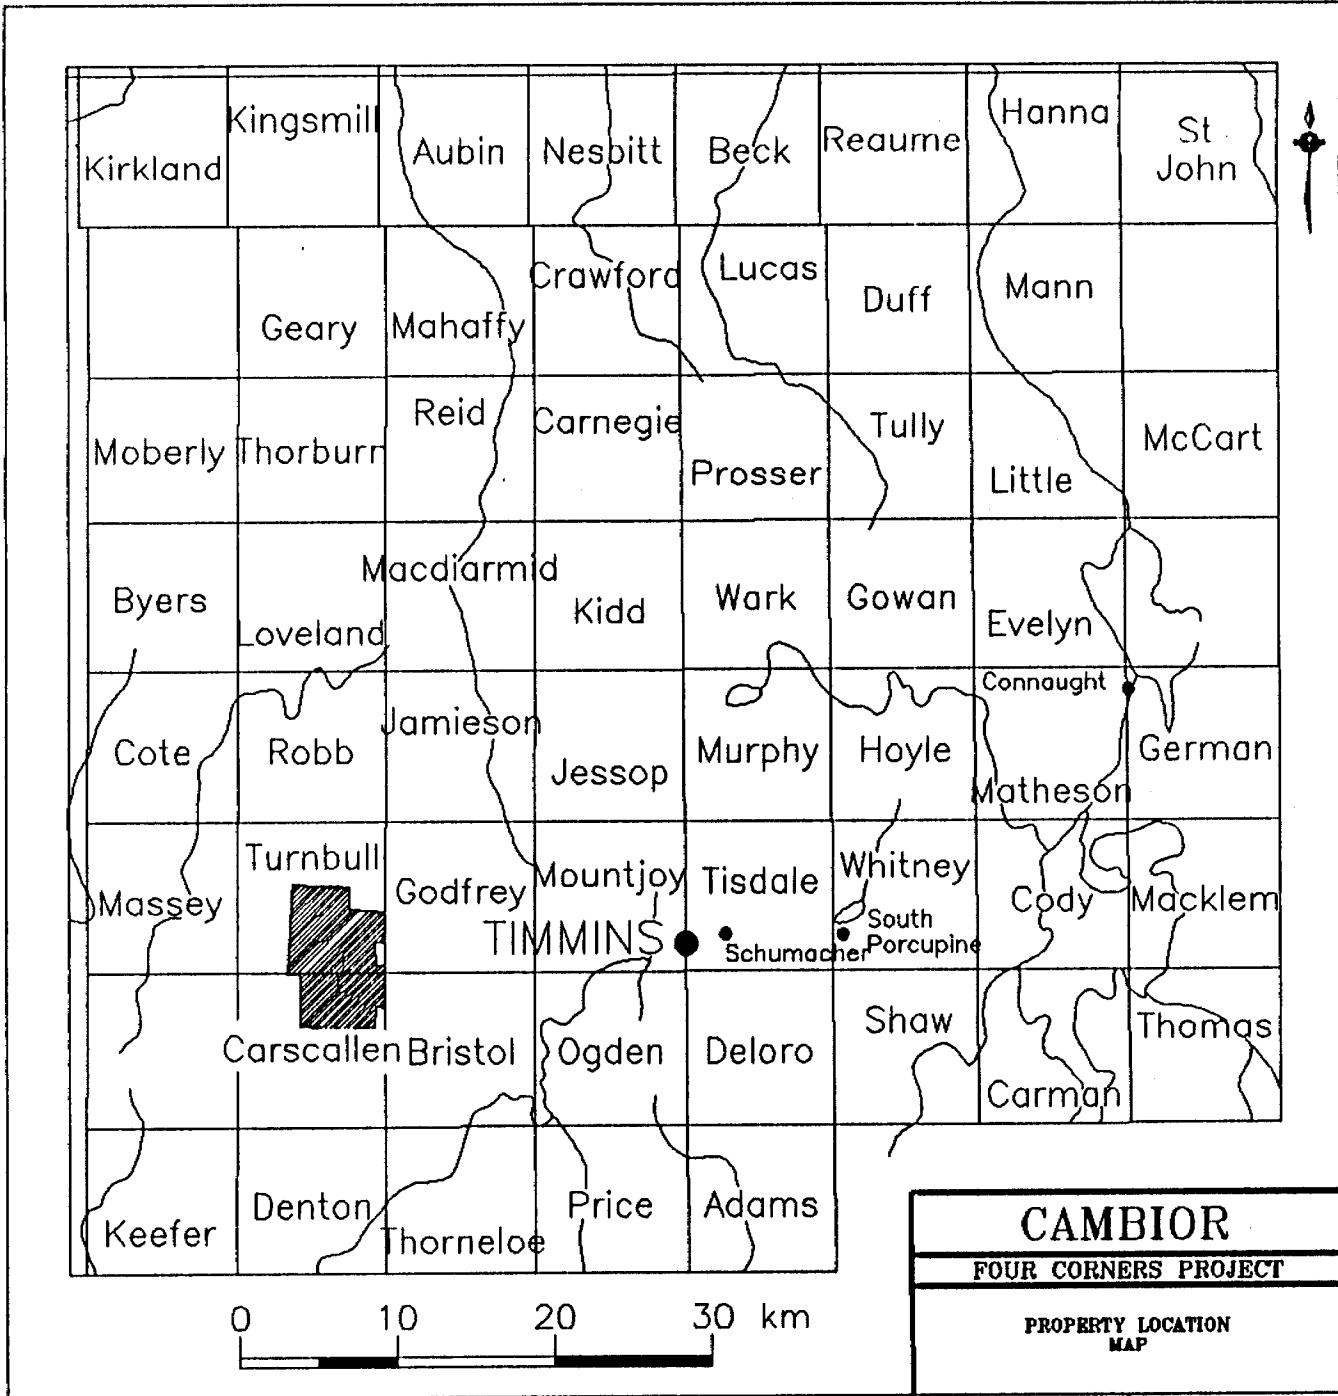 Kirkland
Kingsmill
Aubin
Nesbitt
Beck
Reaume
Hanna
St
John
Geary
Mahaffy
Crawford
Lucas
Duff
Mann
Moberly
Thorburn
Reid
Carnegie
Prosser
Tully
Little
McCart
Byers
Loveland
Macdiarmid
Kidd
Wark
Gowan
Evelyn
Connaught
Cote
Robb
Jamieson
Jessop
Murphy
Hoyle
Matheson
German
Massey
Turnbull
Godfrey
Mountjoy
Tisdale
Whitney
Cody
Macklem
TIMMINS
Schumacher
South
Porcupine
Carscallen
Bristol
Ogden
Deloro
Shaw
Carman
Thomas
Keefer
Denton
Thorneloe
Price
Adams
0 10 20 30 km
CAMBIOR
FOUR CORNERS PROJECT
PROPERTY LOCATION
MAP